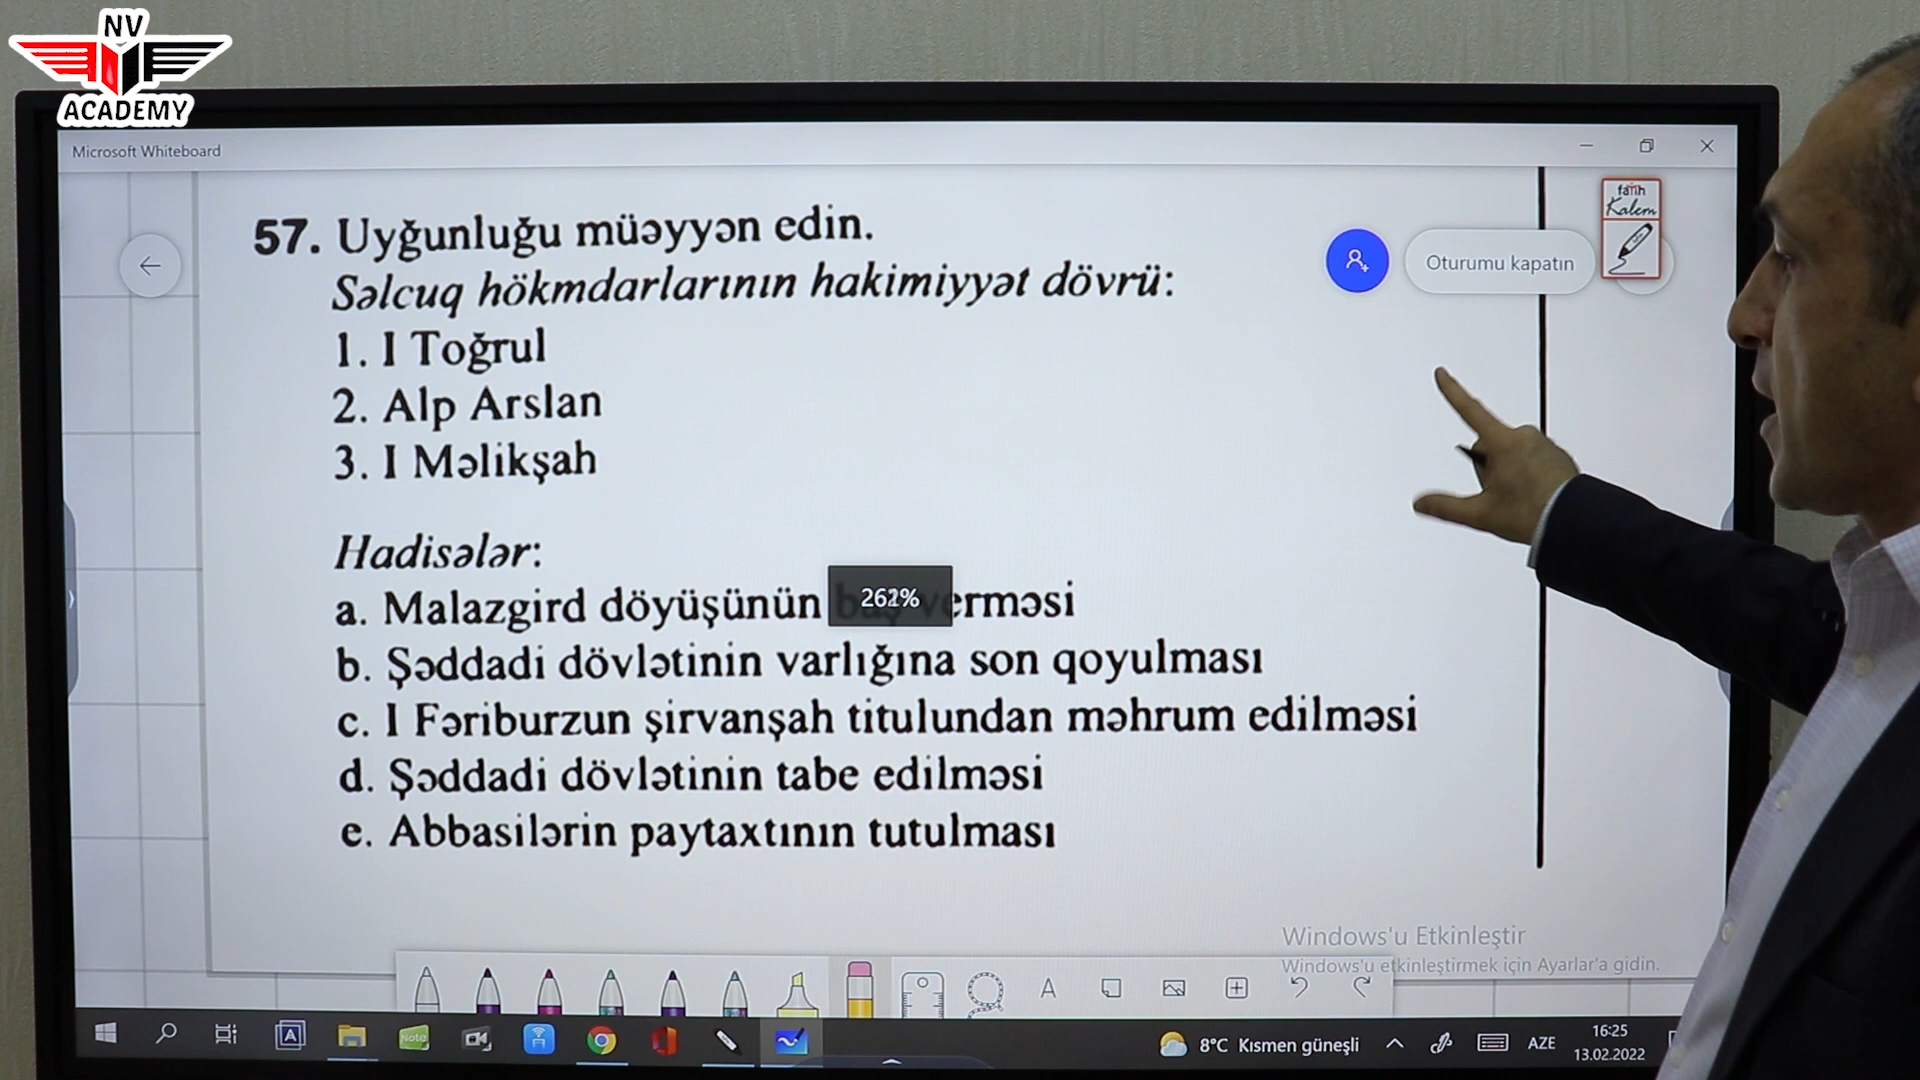 NV
ACADEMY
Microsoft Whiteboard
fatih
Kalem
Oturumu kapatın
57. Uyğunluğu müəyyən edin.
Səlcuq hökmdarlarının hakimiyyət dövrü:
1. I Toğrul
2. Alp Arslan
3. I Məlikşah
Hadisələr:
a. Malazgird döyüşünün verməsi
262%
b. Şəddadi dövlətinin varlığına son qoyulması
c. I Fəriburzun şirvanşah titulundan məhrum edilməsi
d. Şəddadi dövlətinin tabe edilməsi
e. Abbasilərin paytaxtının tutulması
Windows'u Etkinleştir
Windows'u etkinleştirmek için Ayarlar'a gidin.
A
A
Note
8°C Kısmen güneşli
AZE
16:25
13.02.2022